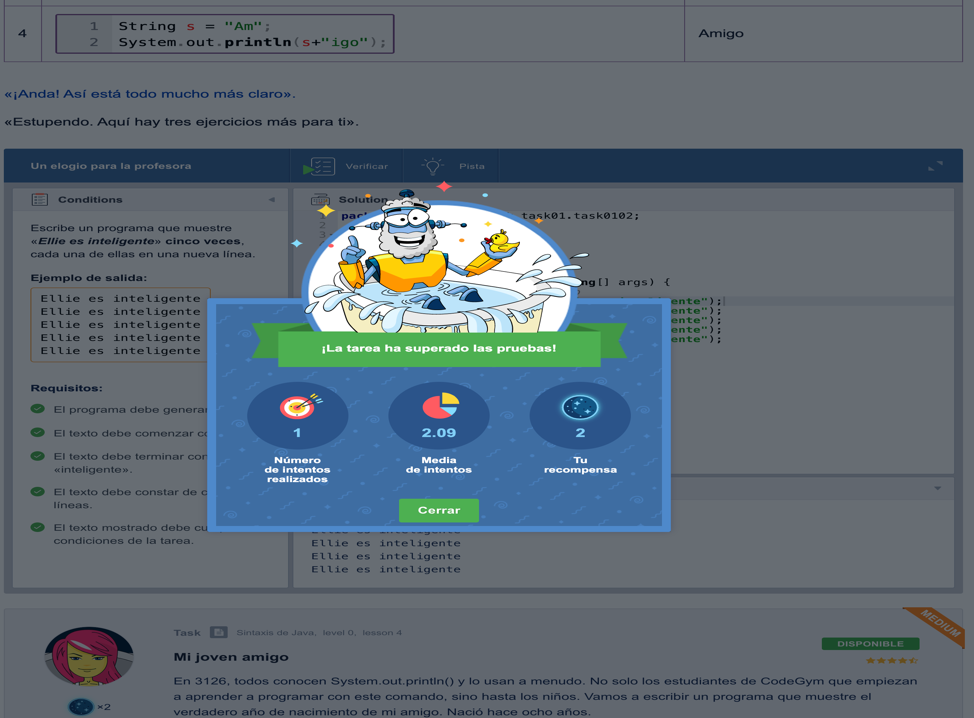 4
1 String s = "Am";
2 System.out.println(s+"igo");
Amigo
«¡Anda! Así está todo mucho más claro».
«Estupendo. Aquí hay tres ejercicios más para ti».
Un elogio para la profesora
Verificar
Pista
Conditions
Escribe un programa que muestre
«Ellie es inteligente» cinco veces,
cada una de ellas en una nueva línea.
Ejemplo de salida:
Ellie es inteligente
Ellie es inteligente
Ellie es inteligente
Ellie es inteligente
Ellie es inteligente
Requisitos:
El programa debe generar
El texto debe comenzar
El texto debe terminar con
«inteligente».
El texto debe constar de
líneas.
El texto mostrado debe
condiciones de la tarea.
Solution
task01.task0102;
args) {
¡La tarea ha superado las pruebas!
1
Número
de intentos
realizados
2.09
Media
de intentos
2
Tu
recompensa
Cerrar
Ellie es inteligente
Ellie es inteligente
Ellie es inteligente
Ellie es inteligente
MEDIUM
Task Sintaxis de Java, level 0, lesson 4
DISPONIBLE
Mi joven amigo
En 3126, todos conocen System.out.println() y lo usan a menudo. No solo los estudiantes de CodeGym que empiezan
a aprender a programar con este comando, sino hasta los niños. Vamos a escribir un programa que muestre el
verdadero año de nacimiento de mi amigo. Nació hace ocho años.
×2